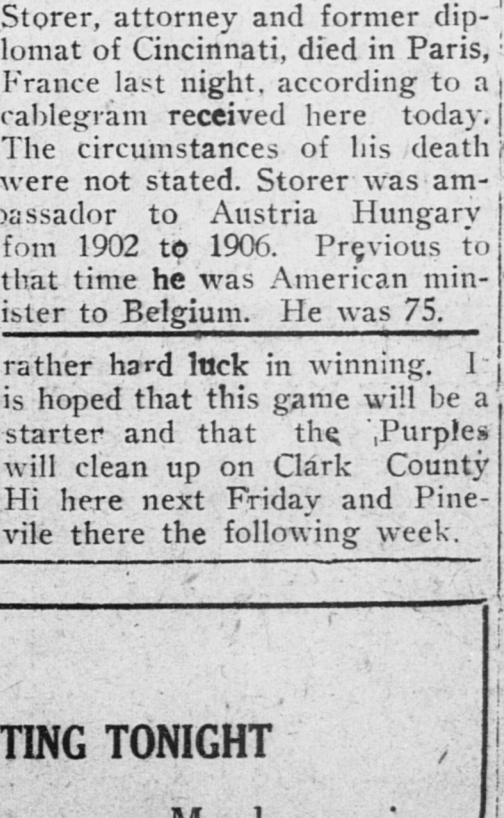 Storer, attorney and former dip-
lomat of Cincinnati, died in Paris,
France last night, according to a
cablegram received here today.
The circumstances of his death
were not stated. Storer was am-
bassador to Austria Hungary
fom 1902 to 1906. Previous to
that time he was American min-
ister to Belgium. He was 75.
rather hard luck in winning. I
is hoped that this game will be a
starter and that the Purples
will clean up on Clark County
Hi here next Friday and Pine-
vile there the following week.
TING TONIGHT